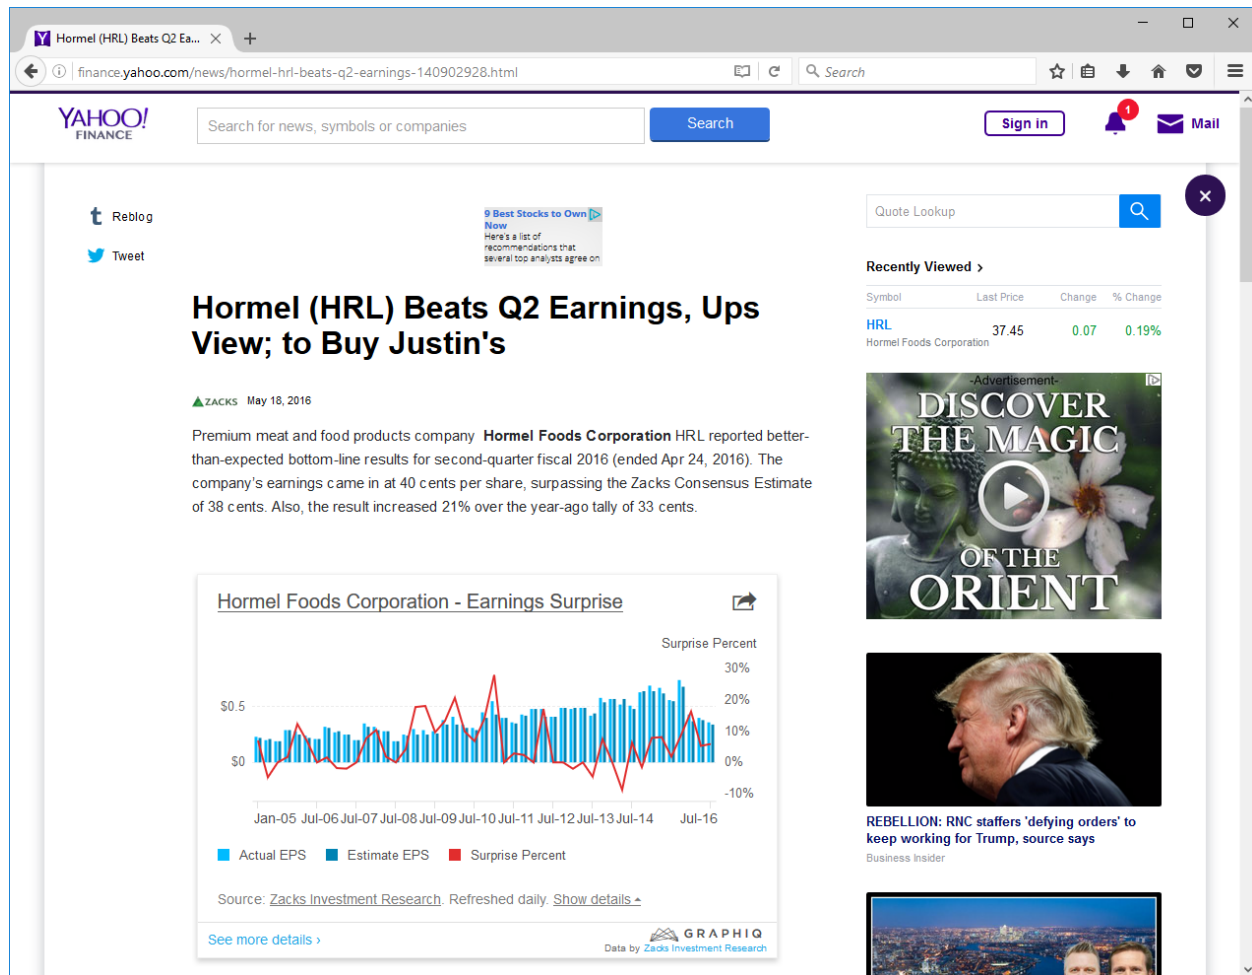 Hormel (HRL) Beats Q2 Ea...
finance.yahoo.com/news/hormel-hrl-beats-q2-earnings-140902928.html
Search
YAHOO!
FINANCE
Search for news, symbols or companies
Search
Sign in
1
Mail
Reblog
Tweet
9 Best Stocks to Own
Now
Here's a list of
recommendations that
several top analysts agree on
Hormel (HRL) Beats Q2 Earnings, Ups
View; to Buy Justin's
ZACKS May 18, 2016
Premium meat and food products company Hormel Foods Corporation HRL reported better-
than-expected bottom-line results for second-quarter fiscal 2016 (ended Apr 24, 2016). The
company's earnings came in at 40 cents per share, surpassing the Zacks Consensus Estimate
of 38 cents. Also, the result increased 21% over the year-ago tally of 33 cents.
Hormel Foods Corporation - Earnings Surprise
Surprise Percent
30%
20%
$0.5
10%
$0
0%
-10%
Jan-05 Jul-06 Jul-07 Jul-08 Jul-09 Jul-10 Jul-11 Jul-12 Jul-13 Jul-14 Jul-16
Actual EPS Estimate EPS Surprise Percent
Source: Zacks Investment Research. Refreshed daily. Show details
See more details ›
GRAPHIQ
Data by Zacks Investment Research
Quote Lookup
Recently Viewed >
Symbol Last Price Change % Change
HRL 37.45 0.07 0.19%
Hormel Foods Corporation
-Advertisement-
DISCOVER
THE MAGIC
OF THE
ORIENT
REBELLION: RNC staffers 'defying orders' to
keep working for Trump, source says
Business Insider